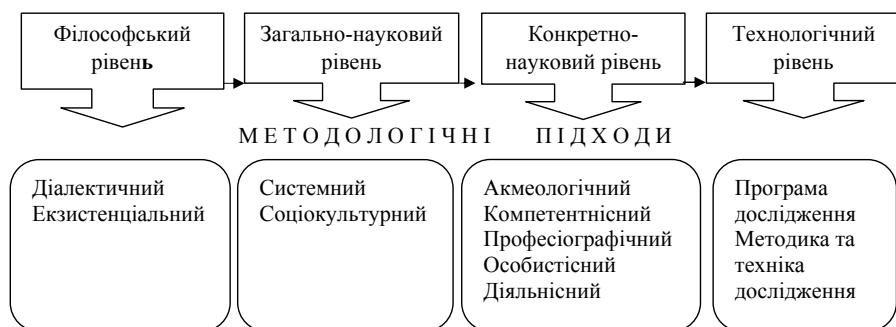 Філософський
рівень
Загально-науковий
рівень
Конкретно-
науковий рівень
Технологічний
рівень
МЕТОДОЛОГІЧНІ ПІДХОДИ
Діалектичний
Екзистенціальний
Системний
Соціокультурний
Акмеологічний
Компетентнісний
Професіографічний
Особистісний
Діяльнісний
Програма
дослідження
Методика та
техніка
дослідження